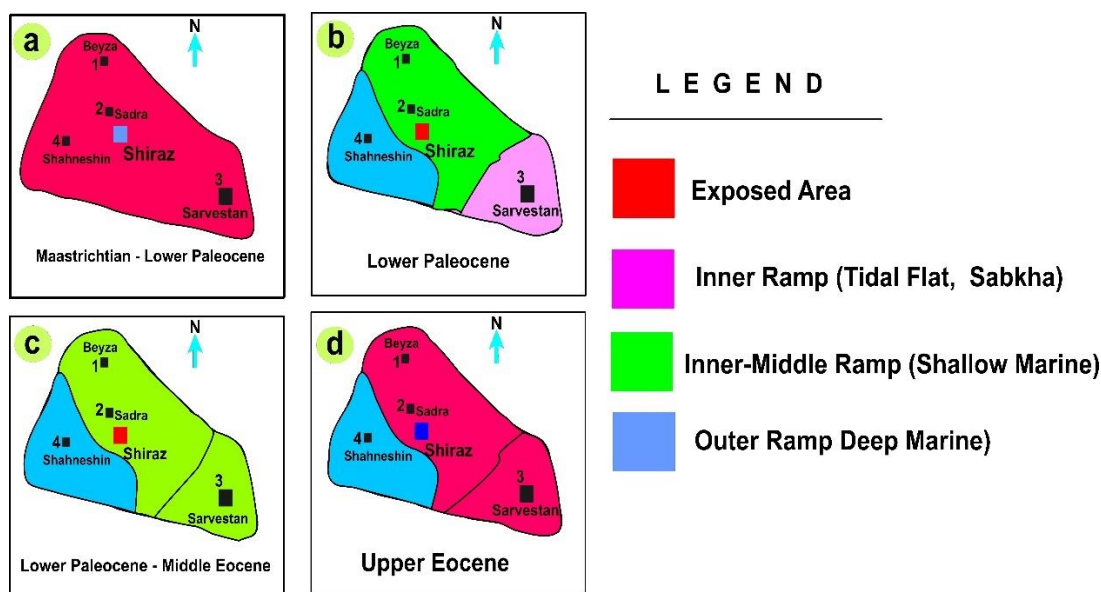 a
N
Beyza
1
2 Sadra
4
Shahneshin
Shiraz
3
Sarvestan
Maastrichtian - Lower Paleocene
b
N
Beyza
1
2 Sadra
4
Shahneshin
Shiraz
3
Sarvestan
Lower Paleocene
c
N
Beyza
1
2 Sadra
4
Shahneshin
Shiraz
3
Sarvestan
Lower Paleocene - Middle Eocene
d
N
Beyza
1
2 Sadra
4
Shahneshin
Shiraz
3
Sarvestan
Upper Eocene
LEGEND
Exposed Area
Inner Ramp (Tidal Flat, Sabkha)
Inner-Middle Ramp (Shallow Marine)
Outer Ramp Deep Marine)